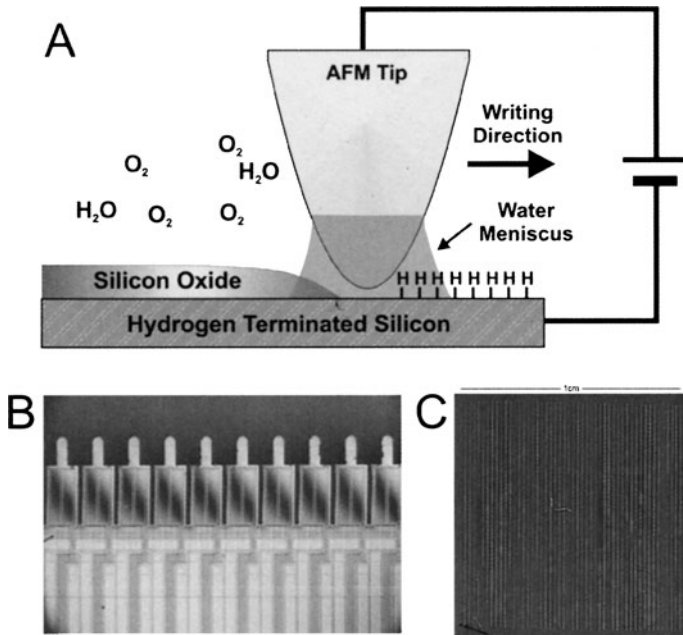 A
AFM Tip
Writing
Direction
O₂
O₂
H₂O
H₂O
O₂
O₂
Water
Meniscus
Silicon Oxide
H H H H H H H H
Hydrogen Terminated Silicon
B
C
1cm